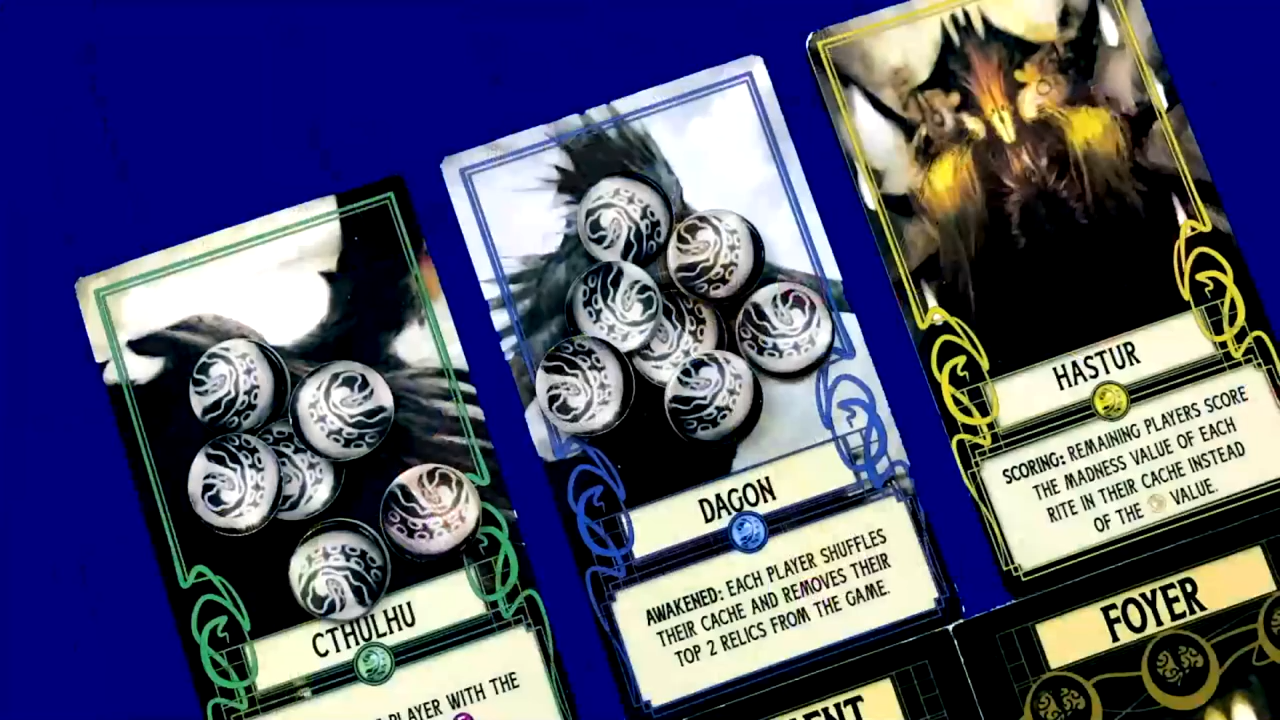 CTHULHU
PLAYER WITH THE
DAGON
AWAKENED: EACH PLAYER SHUFFLES
THEIR CACHE AND REMOVES THEIR
TOP 2 RELICS FROM THE GAME.
HASTUR
SCORING: REMAINING PLAYERS SCORE
THE MADNESS VALUE OF EACH
RITE IN THEIR CACHE INSTEAD
OF THE VALUE.
FOYER